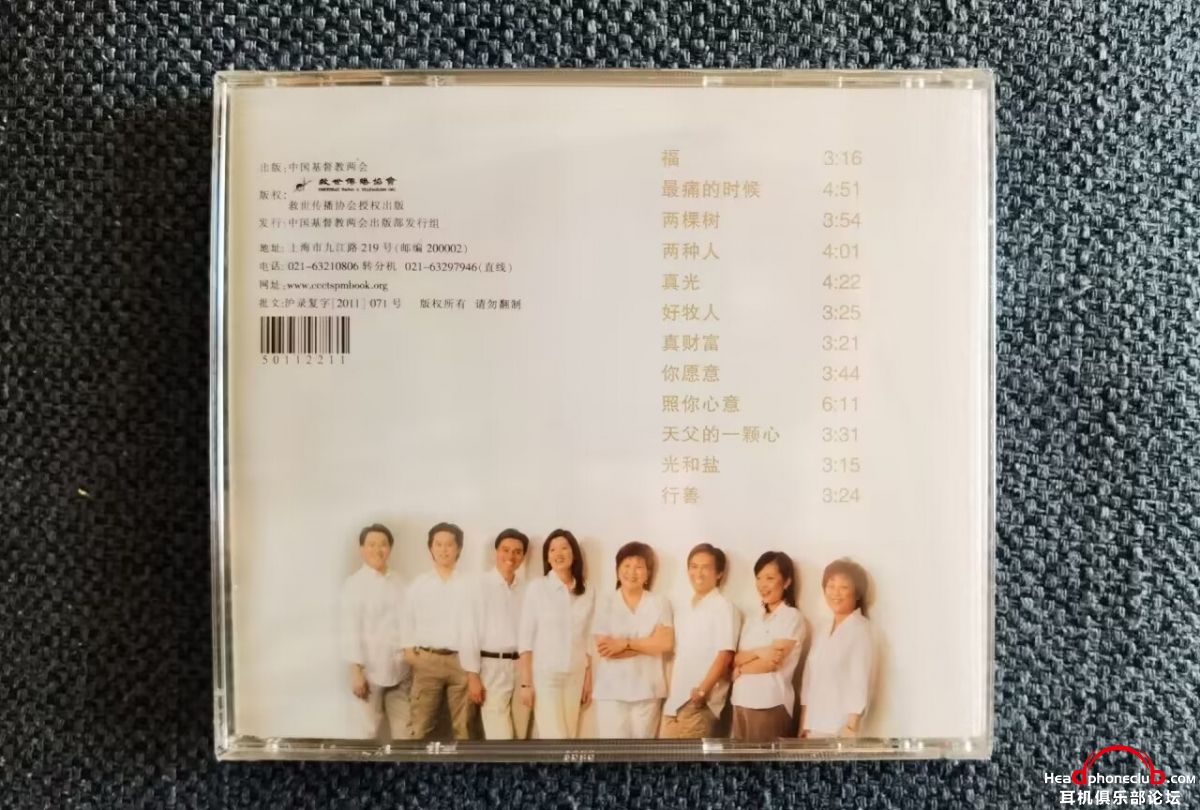 出版:中国基督教两会
救世傳播協會
版权:
救世传播协会授权出版
发行:中国基督教两会出版部发行组
地址:上海市九江路 219 号(邮编 200002)
电话:021-63210806 转分机 021-63297946(直线)
网址:www.ccctspmbook.org
批文:沪录复字[2011]071 号 版权所有 请勿翻制
50112211
福 3:16
最痛的时候 4:51
两棵树 3:54
两种人 4:01
真光 4:22
好牧人 3:25
真财富 3:21
你愿意 3:44
照你心意 6:11
天父的一颗心 3:31
光和盐 3:15
行善 3:24
Headphoneclub.com
耳机俱乐部论坛